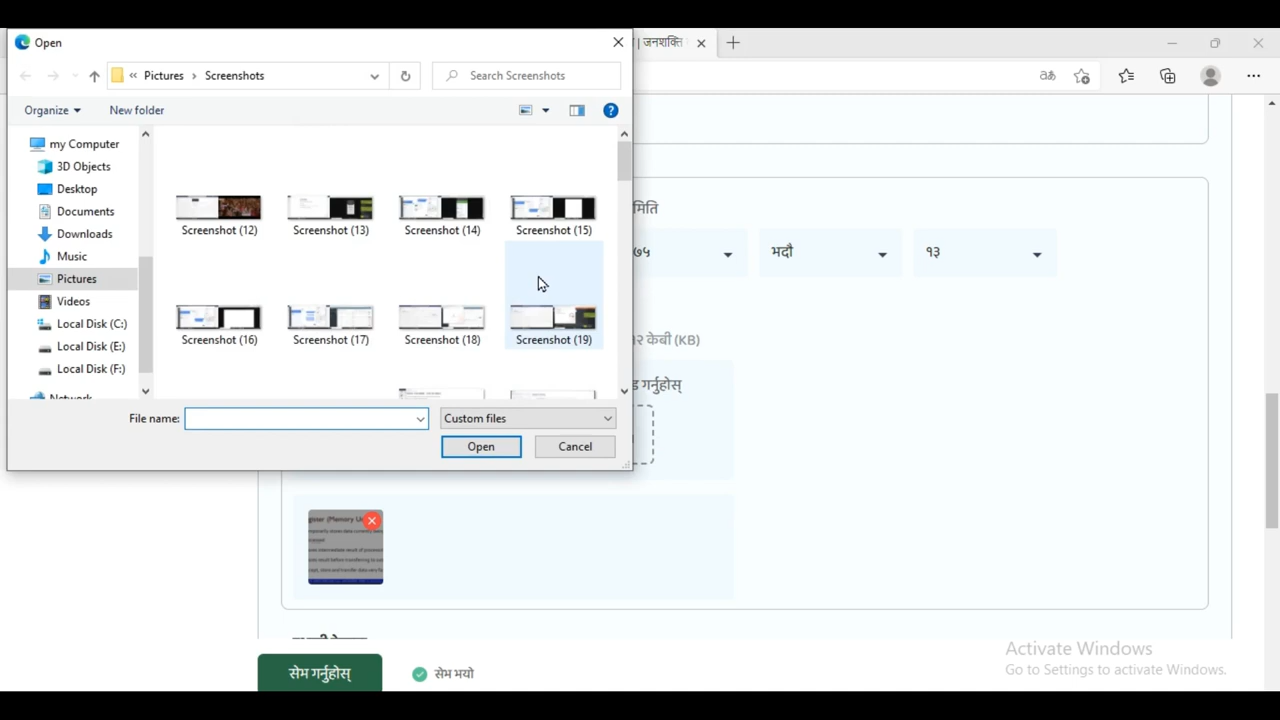 Open
| जनशक्ति
« Pictures › Screenshots
Search Screenshots
Organize
New folder
my Computer
3D Objects
Desktop
Documents
Downloads
Music
Pictures
Videos
Local Disk (C:)
Local Disk (E:)
Local Disk (F:)
Network
Screenshot (12)
Screenshot (13)
Screenshot (14)
Screenshot (15)
Screenshot (16)
Screenshot (17)
Screenshot (18)
Screenshot (19)
File name:
Custom files
Open
Cancel
मिति
७५
भदौ
१३
१२ केबी (KB)
ड गर्नुहोस्
सेभ गर्नुहोस्
सेभ भयो
Activate Windows
Go to Settings to activate Windows.